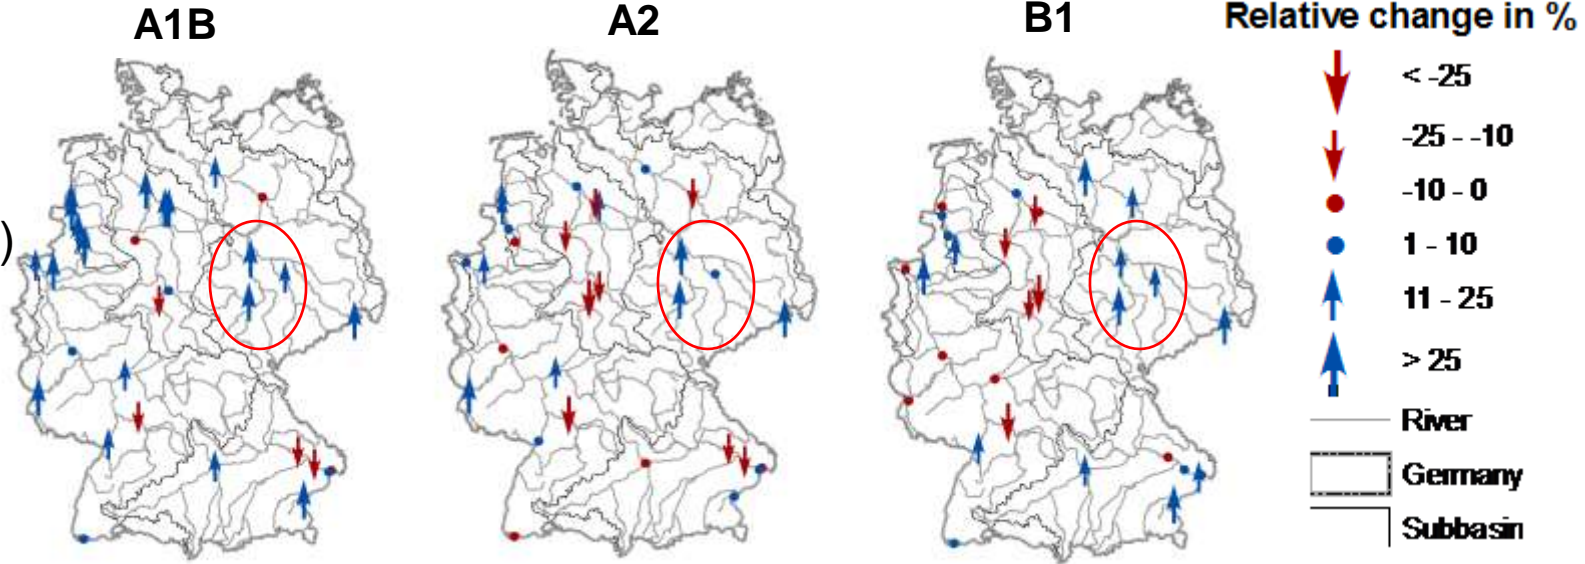 A1B
A2
B1
Relative change in %
< -25
-25 - -10
-10 - 0
)
1 - 10
11 - 25
> 25
River
Germany
Subbasin